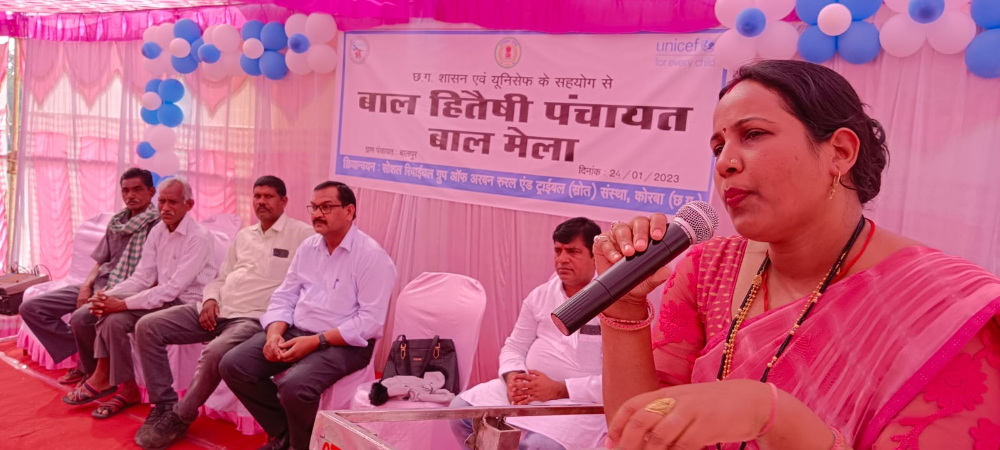 unicef
for every child
छ.ग. शासन एवं यूनिसेफ के सहयोग से
बाल हितैषी पंचायत
बाल मेला
ग्राम पंचायत : बालपुर
दिनांक : 24/01/2023
क्रियान्वयन : सोशल रिवाईवल ग्रुप ऑफ अरबन रुरल एंड ट्राईबल (स्रोत) संस्था, कोरबा (छ.ग.)